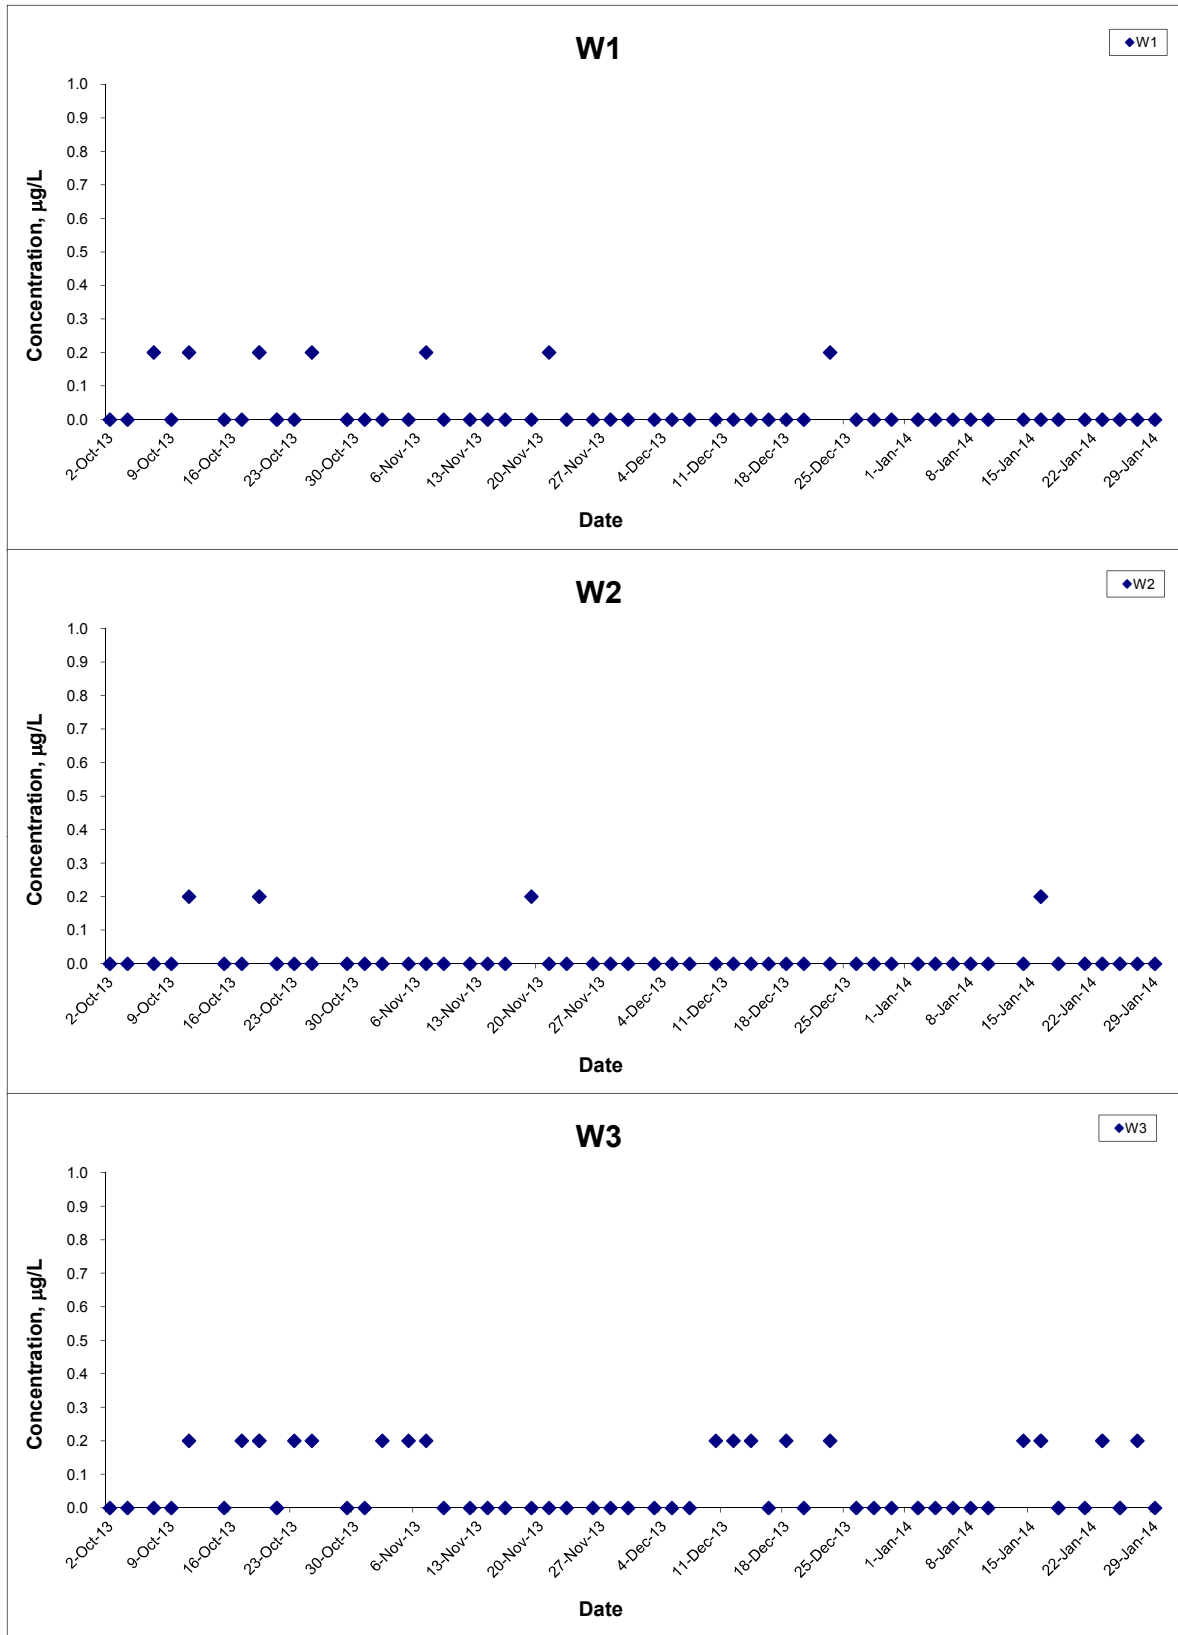 W1
W1
1.0
0.9
0.8
0.7
0.6
0.5
0.4
0.3
0.2
0.1
0.0
Concentration, µg/L
2-Oct-13
9-Oct-13
16-Oct-13
23-Oct-13
30-Oct-13
6-Nov-13
13-Nov-13
20-Nov-13
27-Nov-13
4-Dec-13
11-Dec-13
18-Dec-13
25-Dec-13
1-Jan-14
8-Jan-14
15-Jan-14
22-Jan-14
29-Jan-14
Date
W2
W2
1.0
0.9
0.8
0.7
0.6
0.5
0.4
0.3
0.2
0.1
0.0
Concentration, µg/L
2-Oct-13
9-Oct-13
16-Oct-13
23-Oct-13
30-Oct-13
6-Nov-13
13-Nov-13
20-Nov-13
27-Nov-13
4-Dec-13
11-Dec-13
18-Dec-13
25-Dec-13
1-Jan-14
8-Jan-14
15-Jan-14
22-Jan-14
29-Jan-14
Date
W3
W3
1.0
0.9
0.8
0.7
0.6
0.5
0.4
0.3
0.2
0.1
0.0
Concentration, µg/L
2-Oct-13
9-Oct-13
16-Oct-13
23-Oct-13
30-Oct-13
6-Nov-13
13-Nov-13
20-Nov-13
27-Nov-13
4-Dec-13
11-Dec-13
18-Dec-13
25-Dec-13
1-Jan-14
8-Jan-14
15-Jan-14
22-Jan-14
29-Jan-14
Date